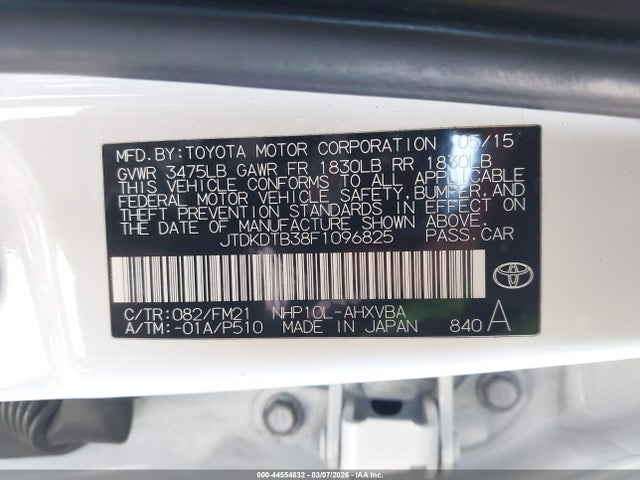 MFD.BY:TOYOTA MOTOR CORPORATION 05/15
GVWR 3475LB GAWR FR 1830LB RR 1830LB
THIS VEHICLE CONFORMS TO ALL APPLICABLE
FEDERAL MOTOR VEHICLE SAFETY,BUMPER,AND
THEFT PREVENTION STANDARDS IN EFFECT ON
THE DATE OF MANUFACTURE SHOWN ABOVE.
JTDKDTB38F1096825 PASS.CAR
C/TR:082/FM21 NHP10L-AHXVBA
A/TM:-01A/P510 MADE IN JAPAN 840 A
000-44554832 | 03/07/2026 | IAA, Inc.